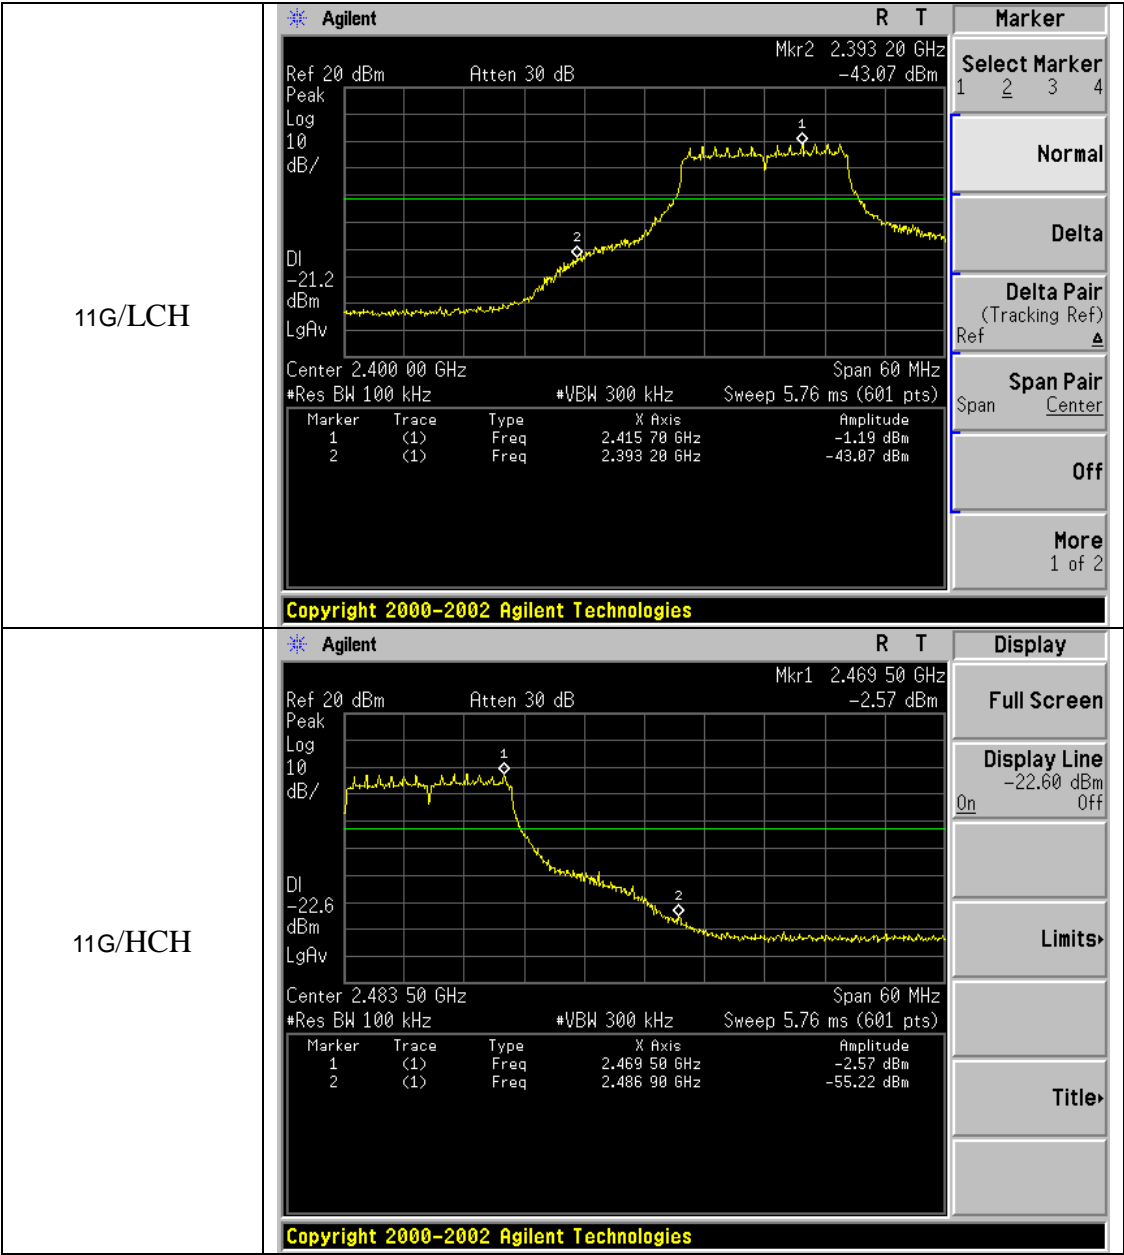 11G/LCH
Agilent R T
Mkr2 2.393 20 GHz
Ref 20 dBm Atten 30 dB -43.07 dBm
Peak
Log
10
dB/
1
2
DI
-21.2
dBm
LgAv
Center 2.400 00 GHz Span 60 MHz
#Res BW 100 kHz #VBW 300 kHz Sweep 5.76 ms (601 pts)
Marker Trace Type X Axis Amplitude
1 (1) Freq 2.415 70 GHz -1.19 dBm
2 (1) Freq 2.393 20 GHz -43.07 dBm
Marker
Select Marker
1 2 3 4
Normal
Delta
Delta Pair
(Tracking Ref)
Ref Δ
Span Pair
Span Center
Off
More
1 of 2
Copyright 2000-2002 Agilent Technologies
11G/HCH
Agilent R T
Mkr1 2.469 50 GHz
Ref 20 dBm Atten 30 dB -2.57 dBm
Peak
Log
10
dB/
1
2
DI
-22.6
dBm
LgAv
Center 2.483 50 GHz Span 60 MHz
#Res BW 100 kHz #VBW 300 kHz Sweep 5.76 ms (601 pts)
Marker Trace Type X Axis Amplitude
1 (1) Freq 2.469 50 GHz -2.57 dBm
2 (1) Freq 2.486 90 GHz -55.22 dBm
Display
Full Screen
Display Line
-22.60 dBm
On Off
Limits
Title
Copyright 2000-2002 Agilent Technologies